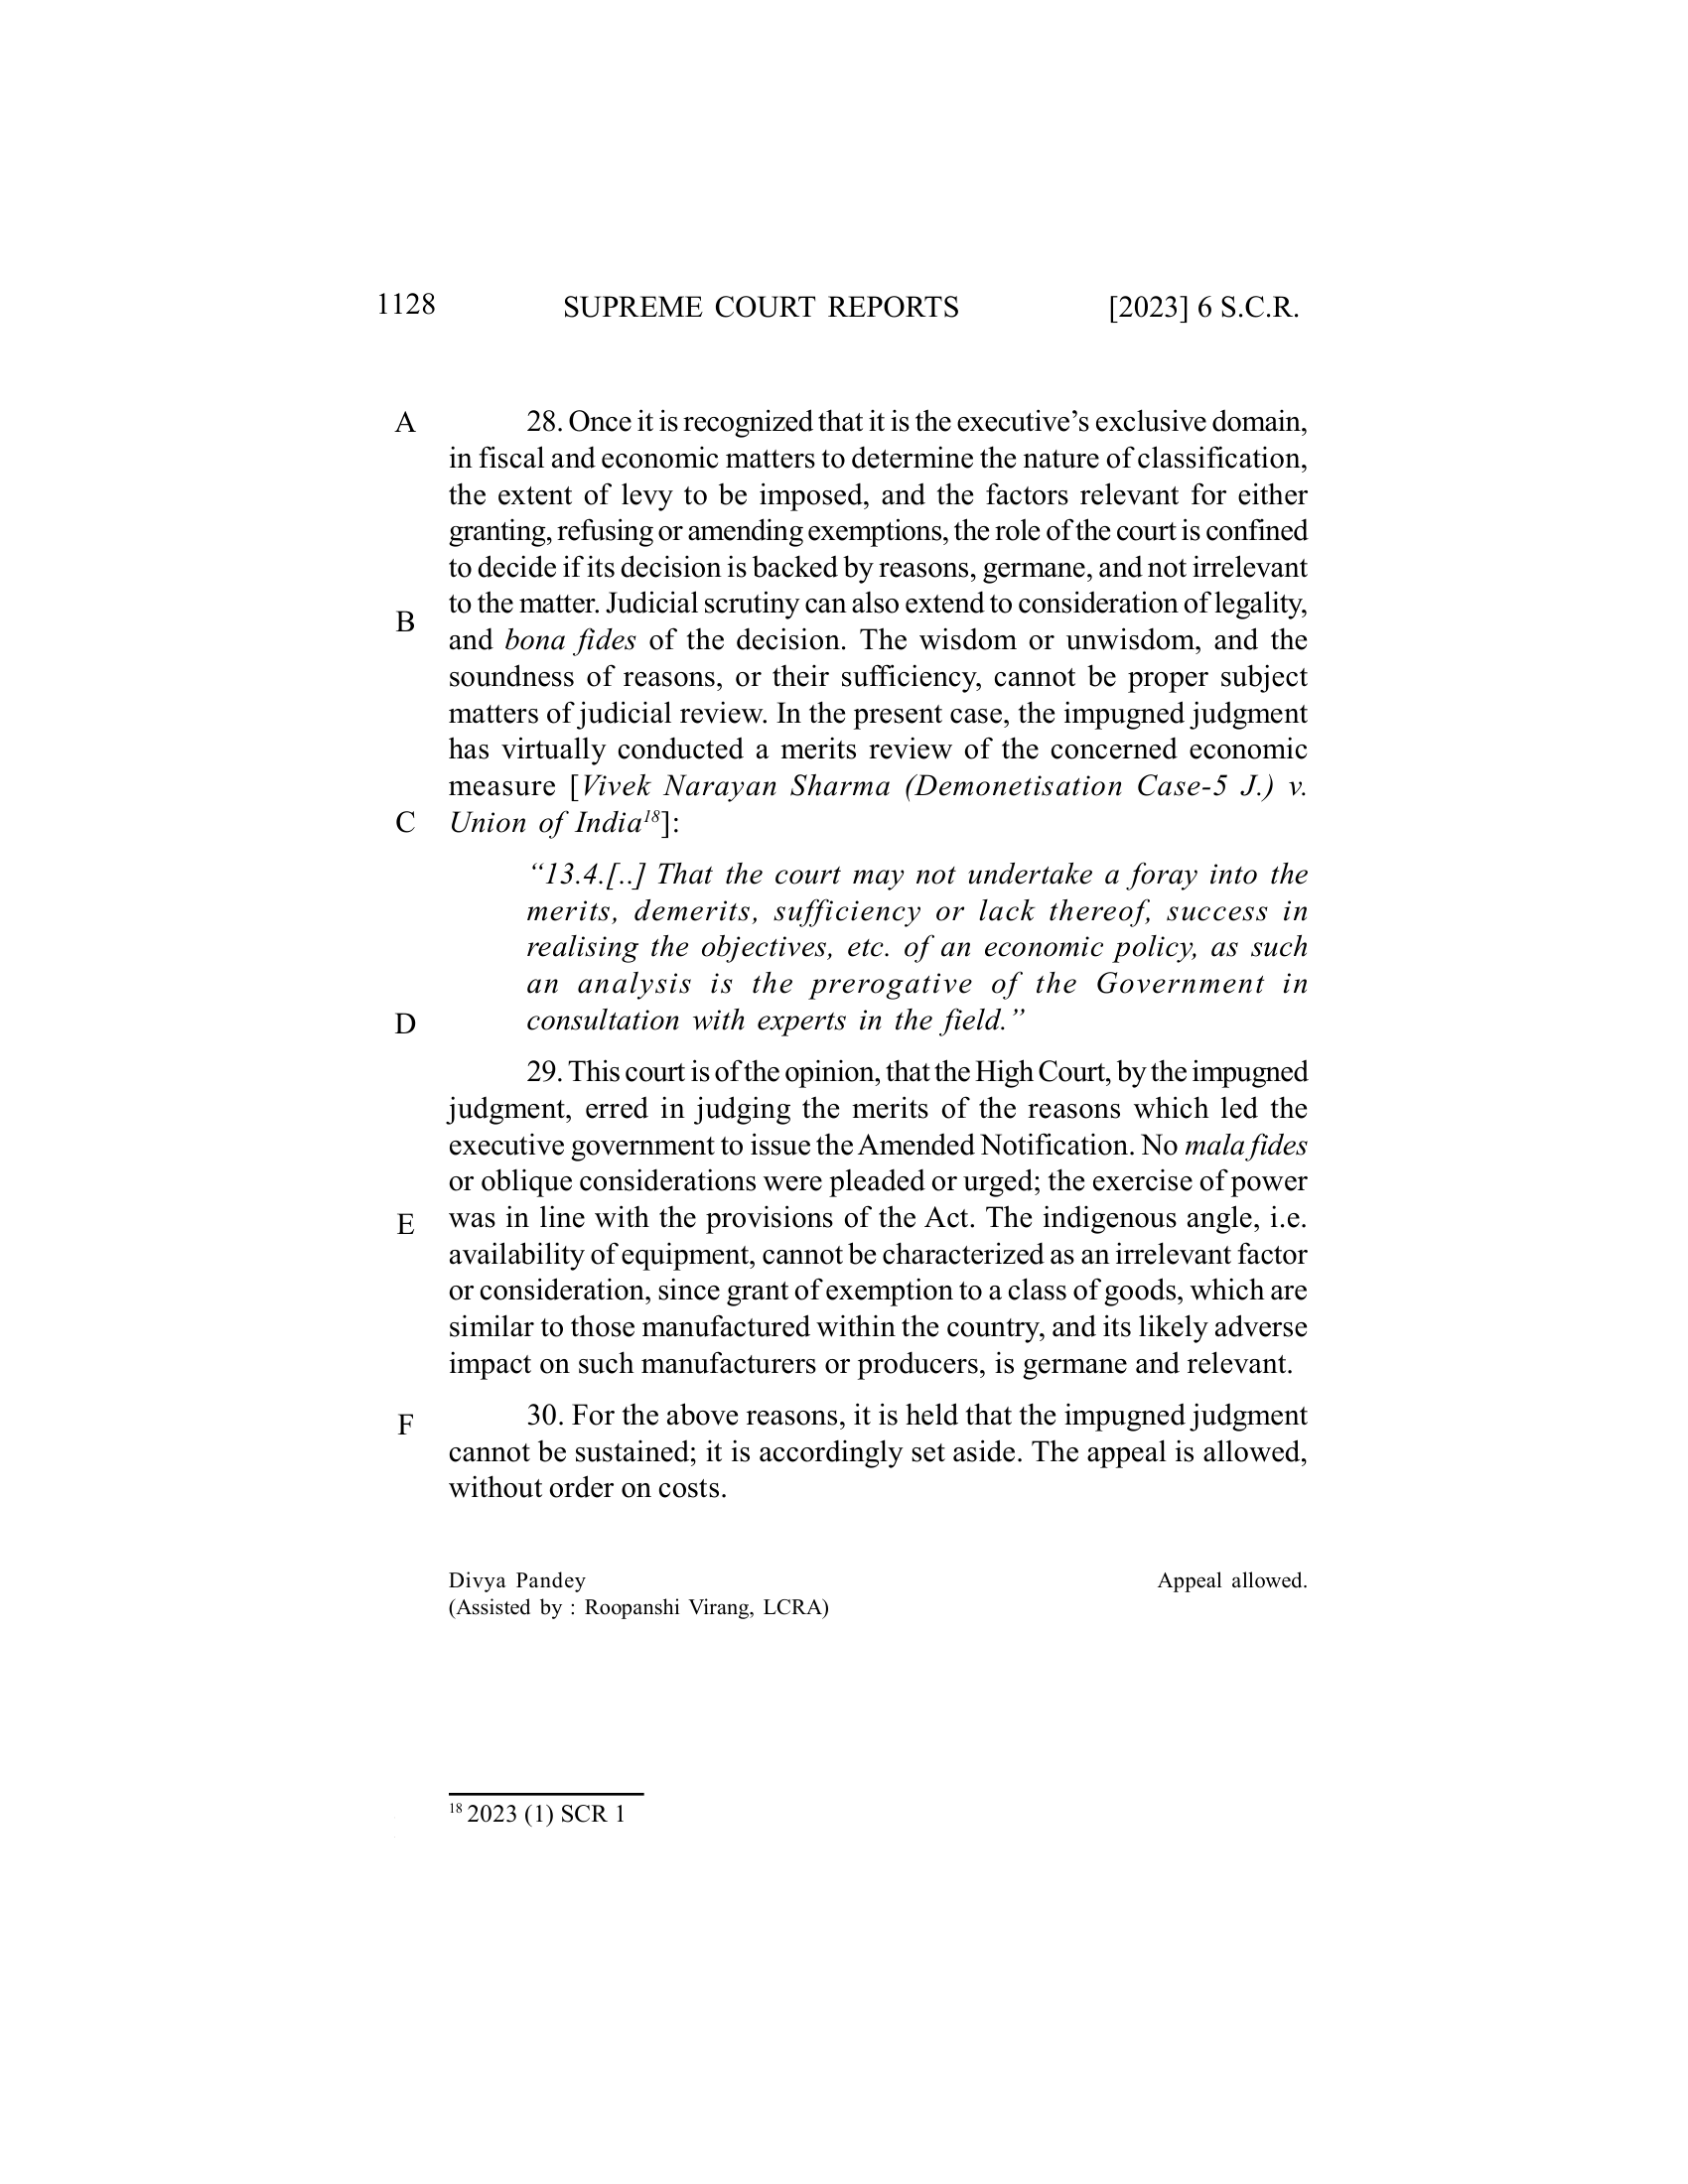 1128 SUPREME COURT REPORTS [2023] 6 S.C.R.
A 28. Once it is recognized that it is the executive’s exclusive domain,
in fiscal and economic matters to determine the nature of classification,
the extent of levy to be imposed, and the factors relevant for either
granting, refusing or amending exemptions, the role of the court is confined
to decide if its decision is backed by reasons, germane, and not irrelevant
to the matter. Judicial scrutiny can also extend to consideration of legality,
B and bona fides of the decision. The wisdom or unwisdom, and the
soundness of reasons, or their sufficiency, cannot be proper subject
matters of judicial review. In the present case, the impugned judgment
has virtually conducted a merits review of the concerned economic
measure [Vivek Narayan Sharma (Demonetisation Case-5 J.) v.
C Union of India18]:
“13.4.[..] That the court may not undertake a foray into the
merits, demerits, sufficiency or lack thereof, success in
realising the objectives, etc. of an economic policy, as such
an analysis is the prerogative of the Government in
D consultation with experts in the field.”
29. This court is of the opinion, that the High Court, by the impugned
judgment, erred in judging the merits of the reasons which led the
executive government to issue the Amended Notification. No mala fides
or oblique considerations were pleaded or urged; the exercise of power
E was in line with the provisions of the Act. The indigenous angle, i.e.
availability of equipment, cannot be characterized as an irrelevant factor
or consideration, since grant of exemption to a class of goods, which are
similar to those manufactured within the country, and its likely adverse
impact on such manufacturers or producers, is germane and relevant.
F 30. For the above reasons, it is held that the impugned judgment
cannot be sustained; it is accordingly set aside. The appeal is allowed,
without order on costs.
Divya Pandey Appeal allowed.
(Assisted by : Roopanshi Virang, LCRA)
18 2023 (1) SCR 1